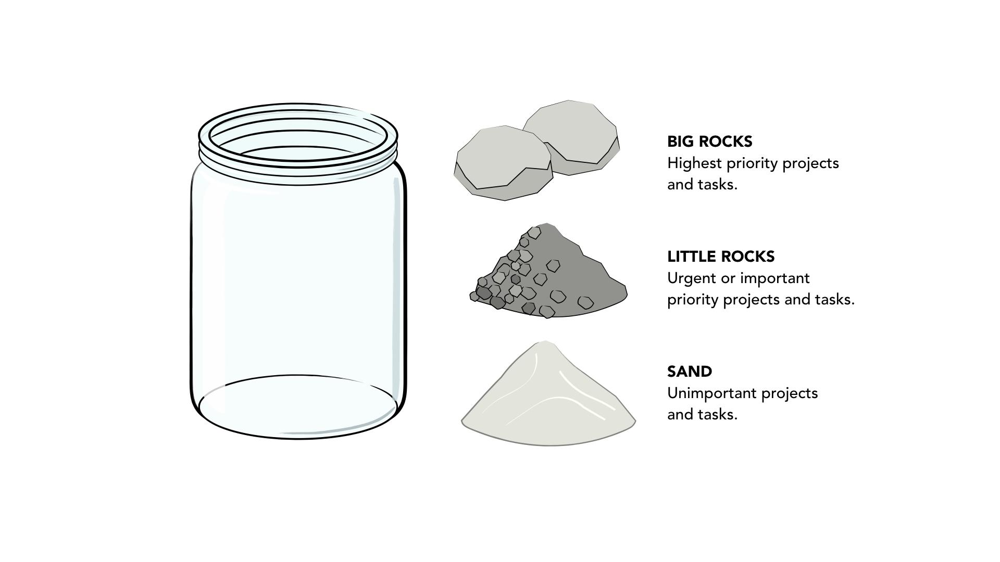 BIG ROCKS
Highest priority projects
and tasks.
LITTLE ROCKS
Urgent or important
priority projects and tasks.
SAND
Unimportant projects
and tasks.